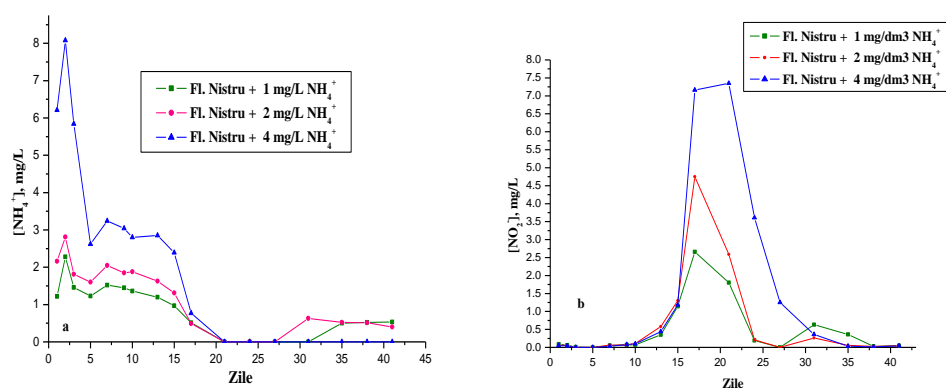 8
7
6
5
4
3
2
1
0
[NH₄⁺], mg/L
Fl. Nistru + 1 mg/L NH₄⁺
Fl. Nistru + 2 mg/L NH₄⁺
Fl. Nistru + 4 mg/L NH₄⁺
a
0 5 10 15 20 25 30 35 40 45
Zile
Fl. Nistru + 1 mg/dm3 NH₄⁺
Fl. Nistru + 2 mg/dm3 NH₄⁺
Fl. Nistru + 4 mg/dm3 NH₄⁺
8.0
7.5
7.0
6.5
6.0
5.5
5.0
4.5
4.0
3.5
3.0
2.5
2.0
1.5
1.0
0.5
0.0
[NO₂⁻], mg/L
b
0 5 10 15 20 25 30 35 40
Zile